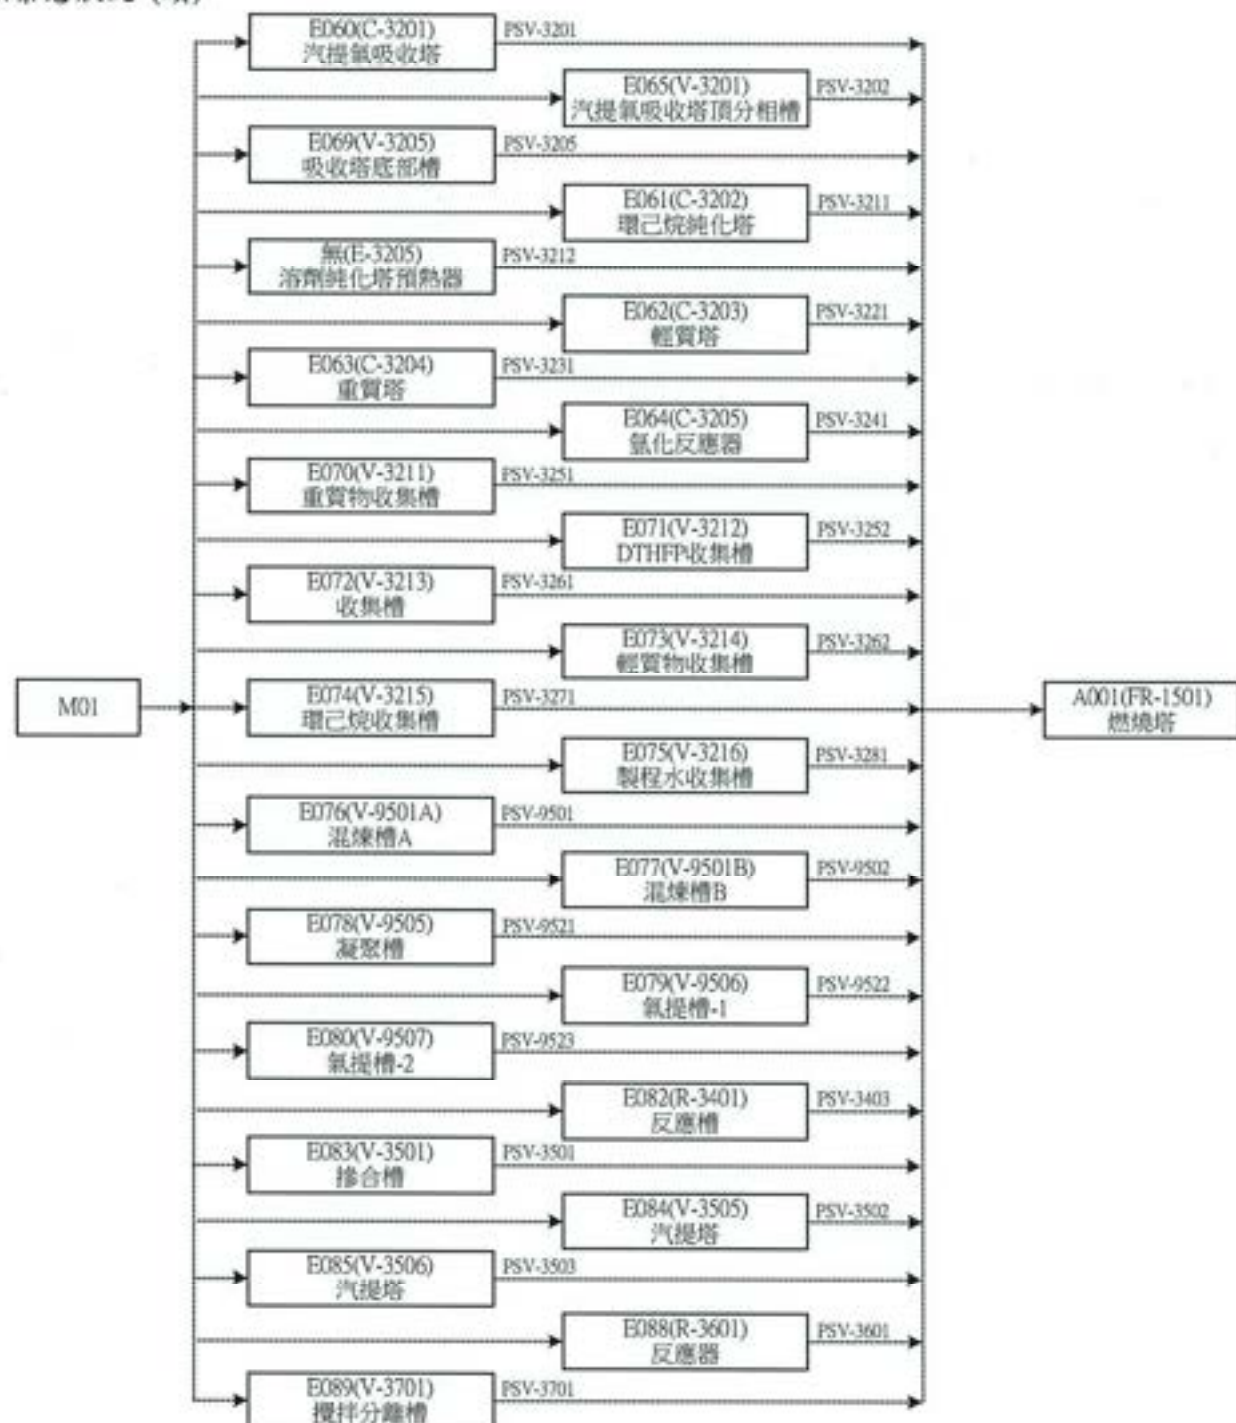 E060(C-3201)
汽提氣吸收塔
PSV-3201
E065(V-3201)
汽提氣吸收塔頂分相槽
PSV-3202
E069(V-3205)
吸收塔底部槽
PSV-3205
E061(C-3202)
環己烷純化塔
PSV-3211
無(E-3205)
溶劑純化塔預熱器
PSV-3212
E062(C-3203)
輕質塔
PSV-3221
E063(C-3204)
重質塔
PSV-3231
E064(C-3205)
氫化反應器
PSV-3241
E070(V-3211)
重質物收集槽
PSV-3251
E071(V-3212)
DTHFP收集槽
PSV-3252
E072(V-3213)
收集槽
PSV-3261
E073(V-3214)
輕質物收集槽
PSV-3262
M01
E074(V-3215)
環己烷收集槽
PSV-3271
A001(FR-1501)
燃燒塔
E075(V-3216)
製程水收集槽
PSV-3281
E076(V-9501A)
混煉槽A
PSV-9501
E077(V-9501B)
混煉槽B
PSV-9502
E078(V-9505)
凝聚槽
PSV-9521
E079(V-9506)
氣提槽-1
PSV-9522
E080(V-9507)
氣提槽-2
PSV-9523
E082(R-3401)
反應槽
PSV-3403
E083(V-3501)
摻合槽
PSV-3501
E084(V-3505)
汽提塔
PSV-3502
E085(V-3506)
汽提塔
PSV-3503
E088(R-3601)
反應器
PSV-3601
E089(V-3701)
攪拌分離槽
PSV-3701